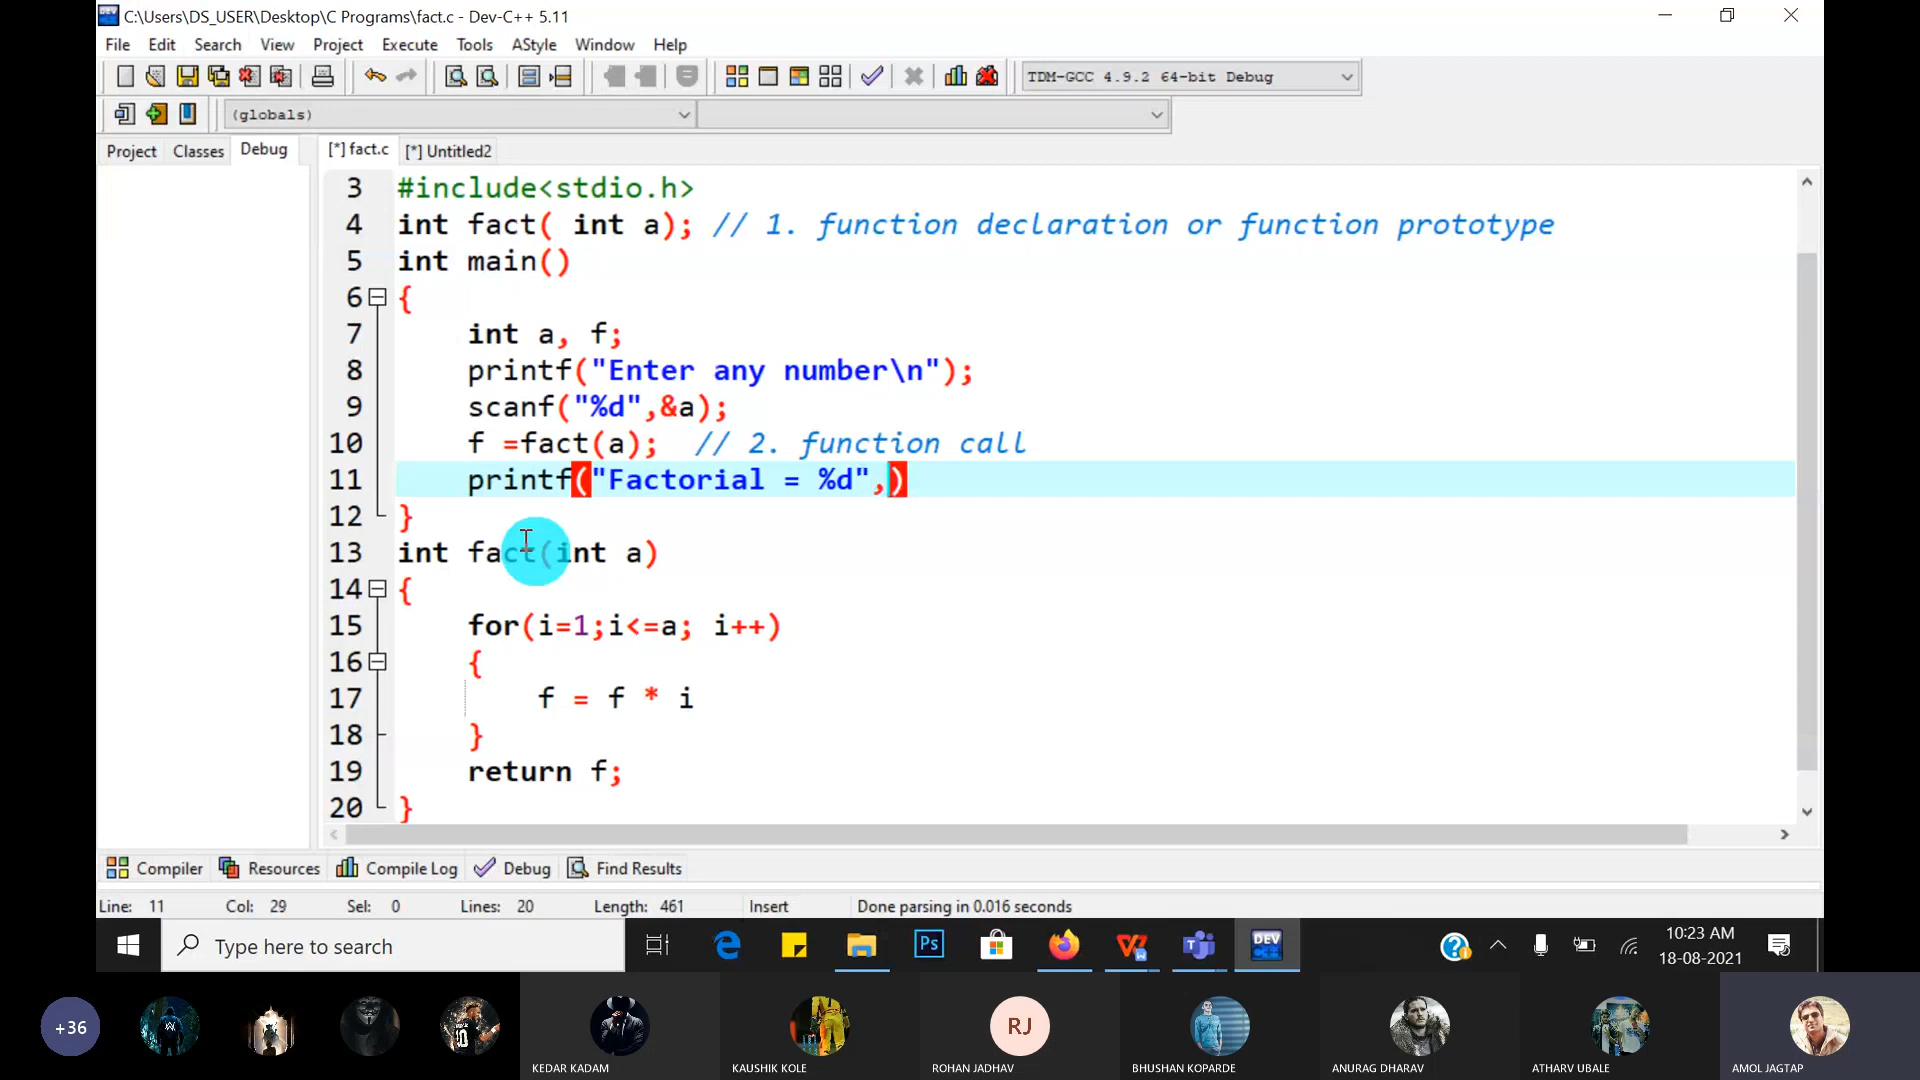 C:\Users\DS_USER\Desktop\C Programs\fact.c - Dev-C++ 5.11
File Edit Search View Project Execute Tools AStyle Window Help
TDM-GCC 4.9.2 64-bit Debug
(globals)
Project Classes Debug [*] fact.c [*] Untitled2
3 #include<stdio.h>
4 int fact( int a); // 1. function declaration or function prototype
5 int main()
6 {
7 int a, f;
8 printf("Enter any number\n");
9 scanf("%d",&a);
10 f =fact(a); // 2. function call
11 printf("Factorial = %d",)
12 }
13 int fact(int a)
14 {
15 for(i=1;i<=a; i++)
16 {
17 f = f * i
18 }
19 return f;
20 }
Compiler Resources Compile Log Debug Find Results
Line: 11 Col: 29 Sel: 0 Lines: 20 Length: 461 Insert Done parsing in 0.016 seconds
Type here to search
Ps
DEV
C++
10:23 AM
18-08-2021
+36
10
RJ
KEDAR KADAM KAUSHIK KOLE ROHAN JADHAV BHUSHAN KOPARDE ANURAG DHARAV ATHARV UBALE AMOL JAGTAP